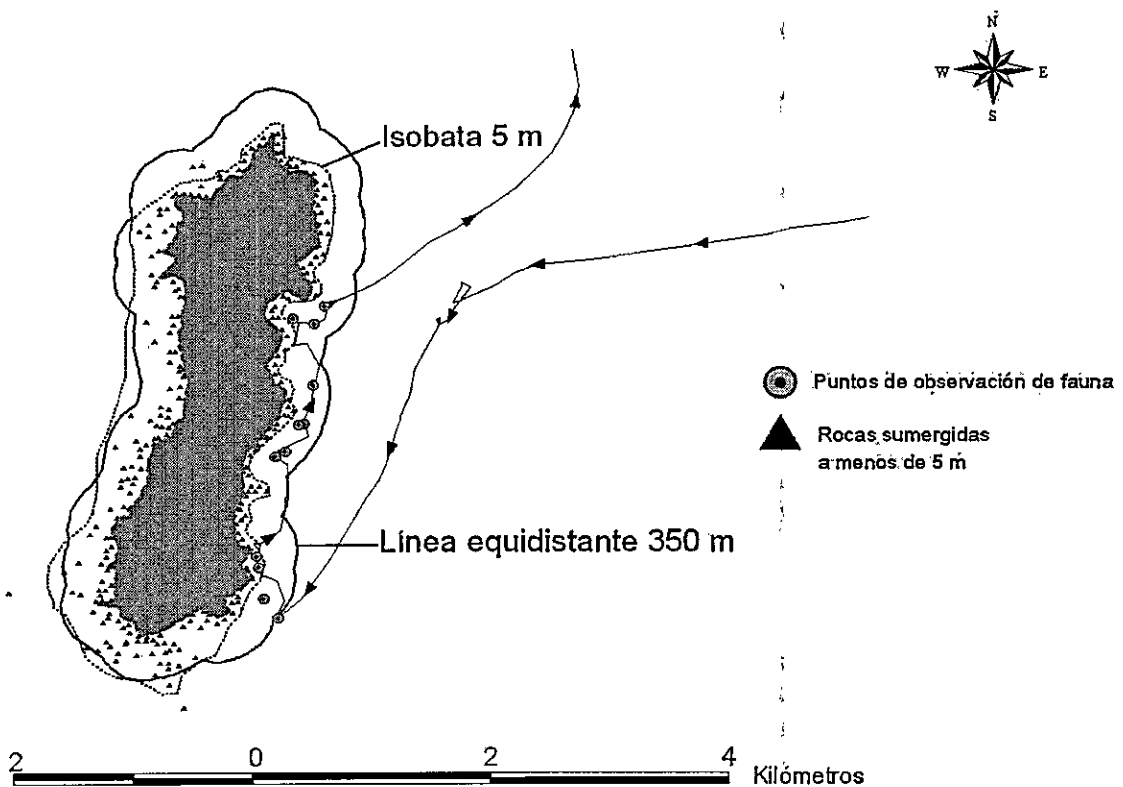 N
W E
S
Isobata 5 m
Puntos de observación de fauna
Rocas sumergidas
a menos de 5 m
Línea equidistante 350 m
2 0 2 4
Kilómetros